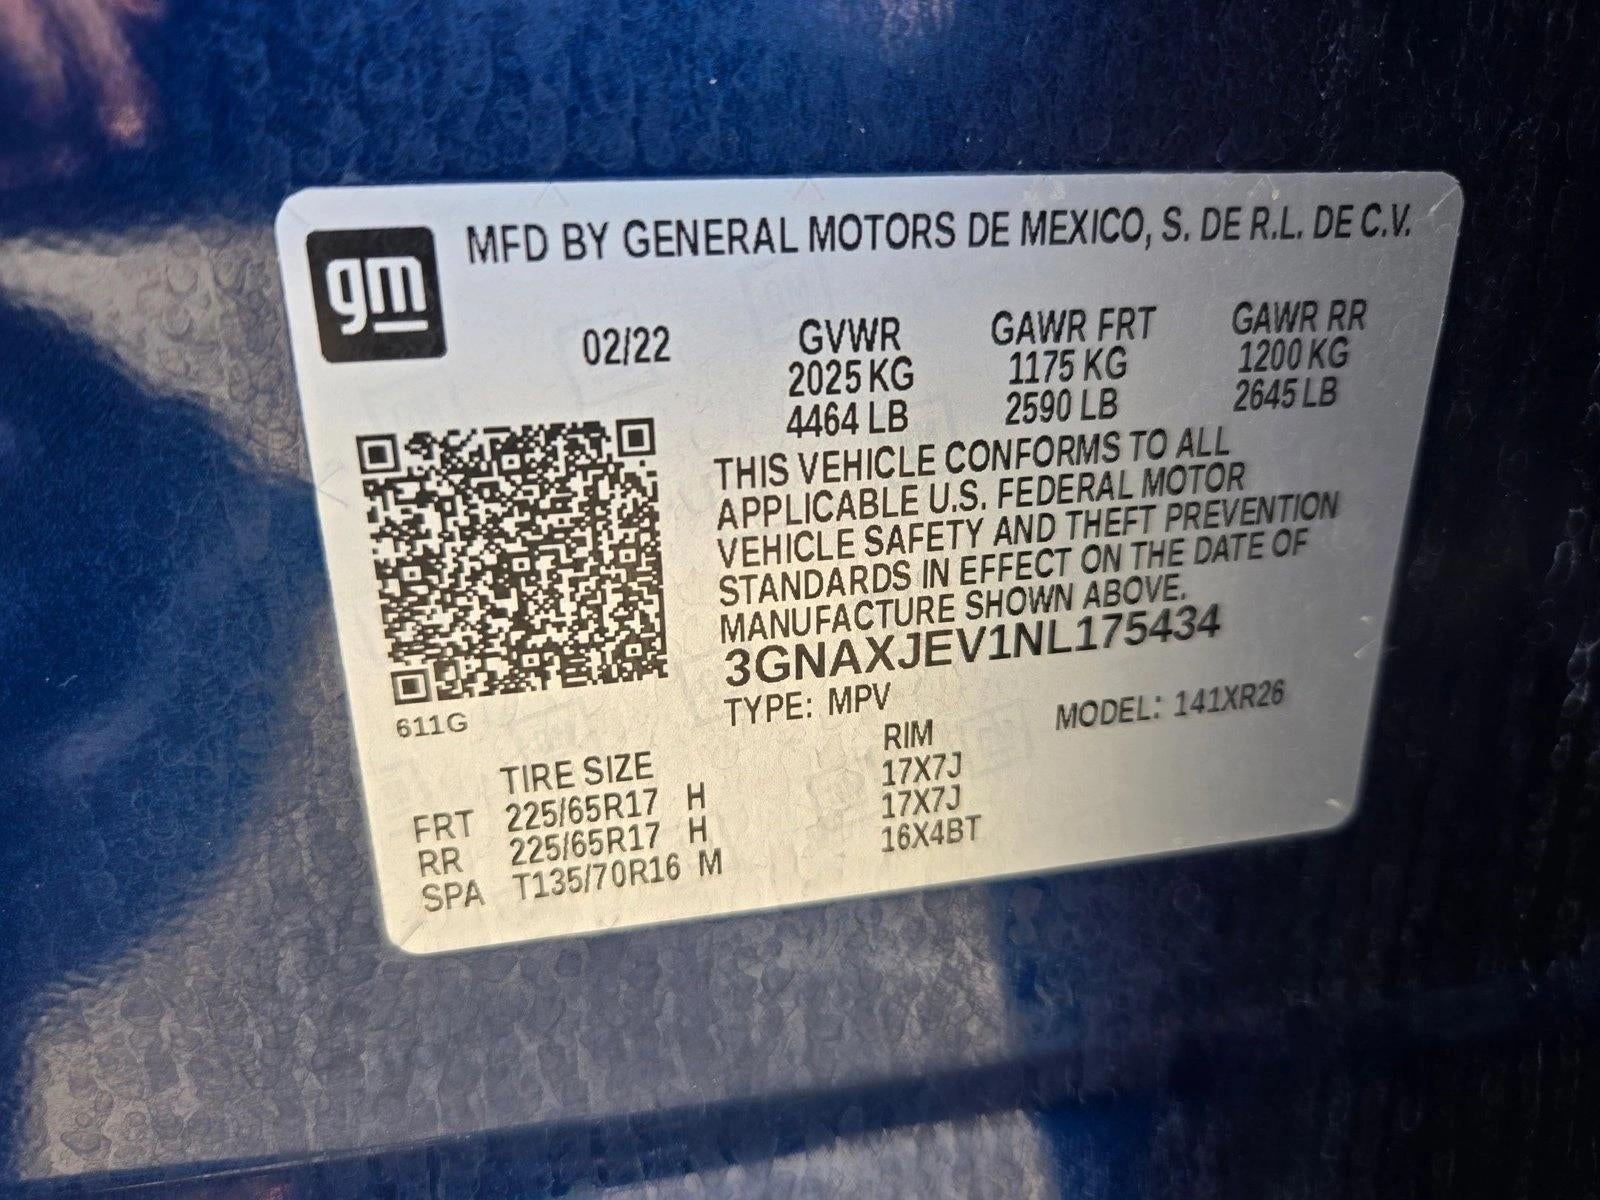 gm
MFD BY GENERAL MOTORS DE MEXICO, S. DE R.L. DE C.V.
02/22
GVWR
2025 KG
4464 LB
GAWR FRT
1175 KG
2590 LB
GAWR RR
1200 KG
2645 LB
THIS VEHICLE CONFORMS TO ALL
APPLICABLE U.S. FEDERAL MOTOR
VEHICLE SAFETY AND THEFT PREVENTION
STANDARDS IN EFFECT ON THE DATE OF
MANUFACTURE SHOWN ABOVE.
3GNAXJEV1NL175434
TYPE: MPV
MODEL: 141XR26
611G
TIRE SIZE RIM
FRT 225/65R17 H 17X7J
RR 225/65R17 H 17X7J
SPA T135/70R16 M 16X4BT